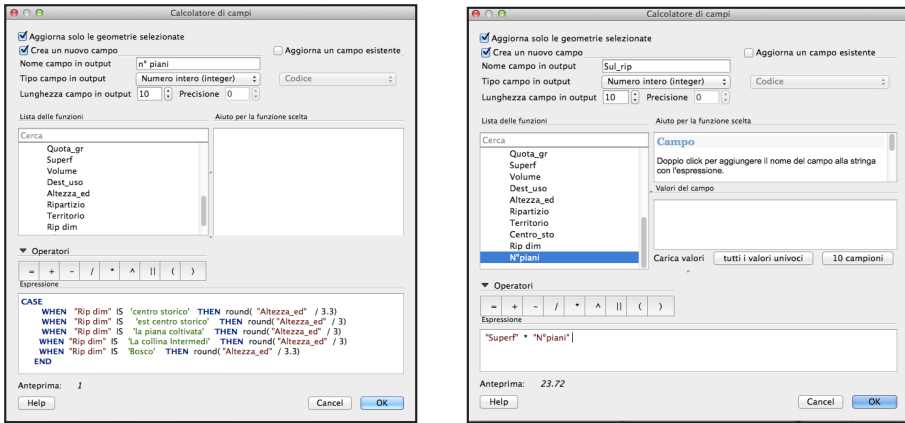 Calcolatore di campi
Aggiorna solo le geometrie selezionate
Crea un nuovo campo
Aggiorna un campo esistente
Nome campo in output n° piani
Tipo campo in output Numero intero (integer) Codice
Lunghezza campo in output 10 Precisione 0
Lista delle funzioni
Aiuto per la funzione scelta
Cerca
Quota_gr
Superf
Volume
Dest_uso
Altezza_ed
Ripartizio
Territorio
Rip dim
Operatori
= + - / * ^ || ( )
Espressione
CASE
WHEN "Rip dim" IS 'centro storico' THEN round( "Altezza_ed" / 3.3)
WHEN "Rip dim" IS 'est centro storico' THEN round( "Altezza_ed" / 3)
WHEN "Rip dim" IS 'la piana coltivata' THEN round( "Altezza_ed" / 3)
WHEN "Rip dim" IS 'La collina Intermedi' THEN round( "Altezza_ed" / 3)
WHEN "Rip dim" IS 'Bosco' THEN round( "Altezza_ed" / 3.3)
END
Anteprima: 1
Help Cancel OK
Calcolatore di campi
Aggiorna solo le geometrie selezionate
Crea un nuovo campo
Aggiorna un campo esistente
Nome campo in output Sul_rip
Tipo campo in output Numero intero (integer) Codice
Lunghezza campo in output 10 Precisione 0
Lista delle funzioni
Aiuto per la funzione scelta
Cerca
Quota_gr
Superf
Volume
Dest_uso
Altezza_ed
Ripartizio
Territorio
Centro_sto
Rip dim
N°piani
Campo
Doppio click per aggiungere il nome del campo alla stringa
con l'espressione.
Valori del campo
Carica valori tutti i valori univoci 10 campioni
Operatori
= + - / * ^ || ( )
Espressione
"Superf" * "N°piani"
Anteprima: 23.72
Help Cancel OK